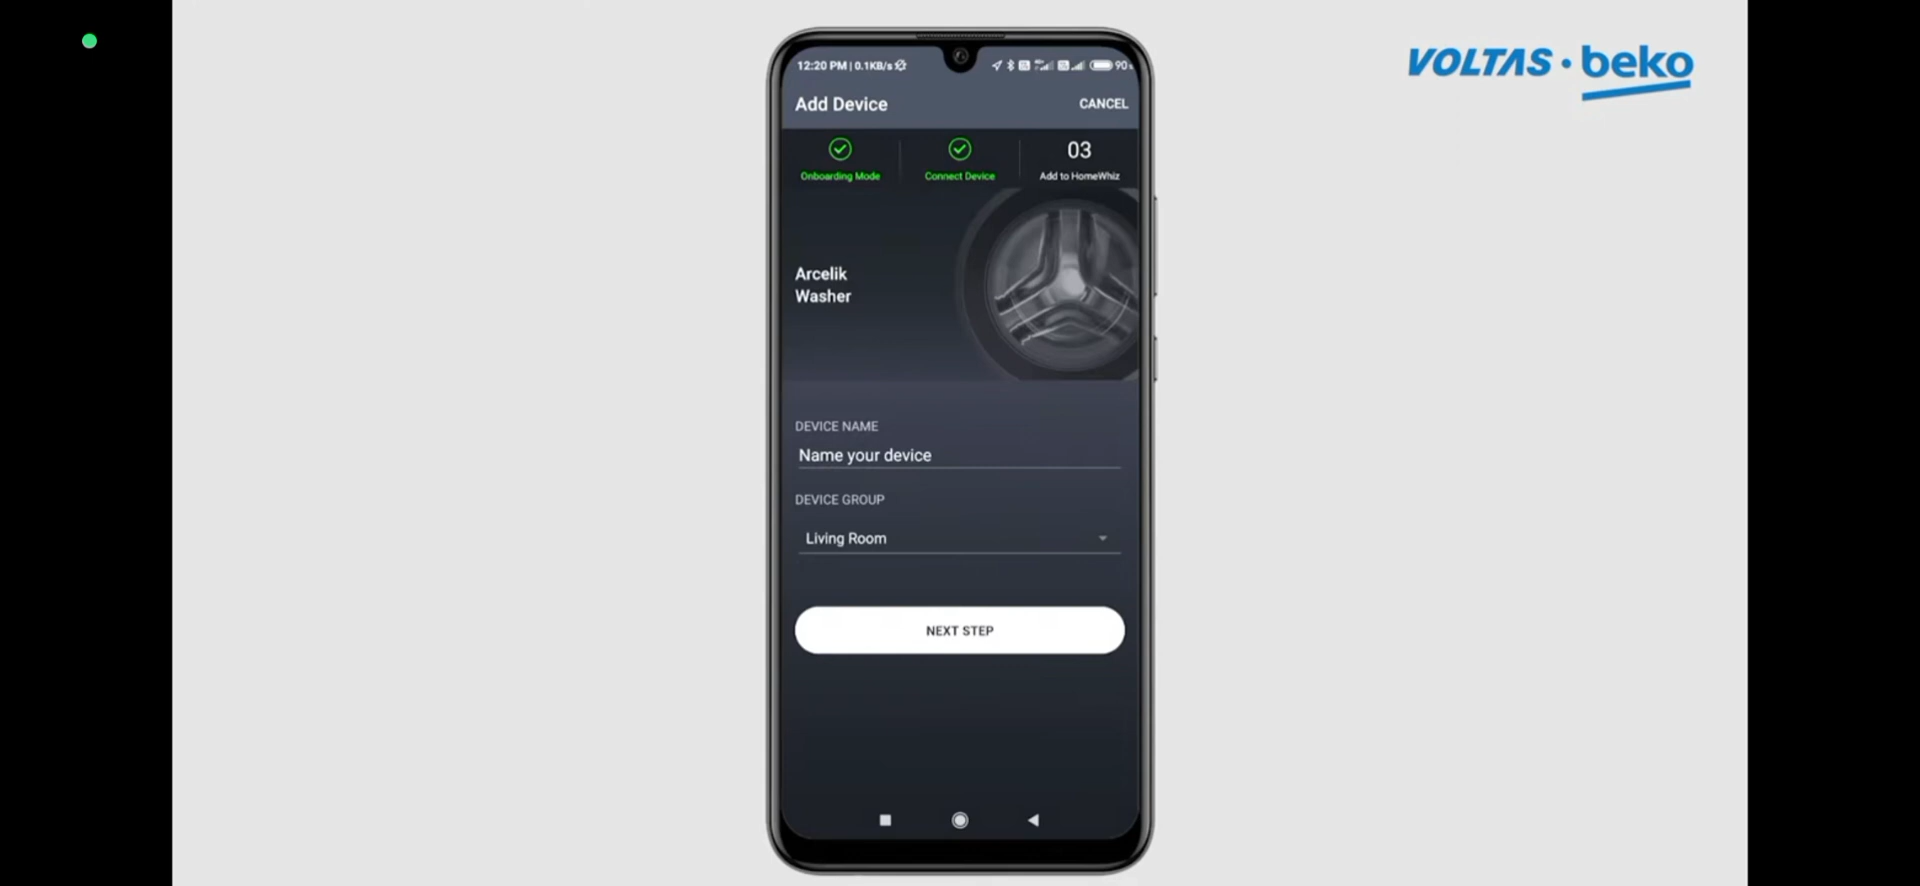 VOLTAS • beko
12:20 PM | 0.1KB/s
90
Add Device
CANCEL
03
Onboarding Mode
Connect Device
Add to HomeWhiz
Arcelik
Washer
DEVICE NAME
Name your device
DEVICE GROUP
Living Room
NEXT STEP